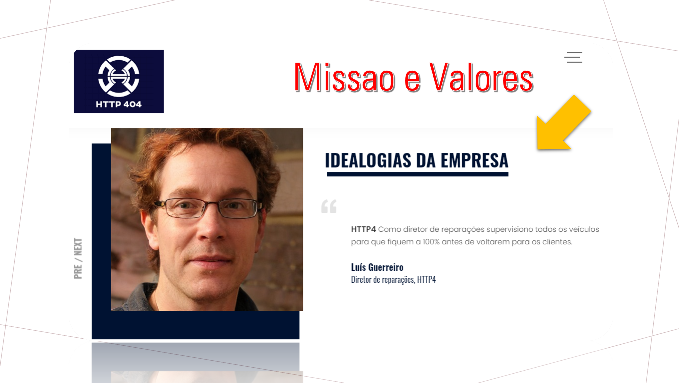 HTTP 404
Missao e Valores
IDEALOGIAS DA EMPRESA
“
HTTP4 Como diretor de reparações supervisiono todos os veículos
para que fiquem a 100% antes de voltarem para os clientes.
Luís Guerreiro
Diretor de reparações, HTTP4
PRE / NEXT